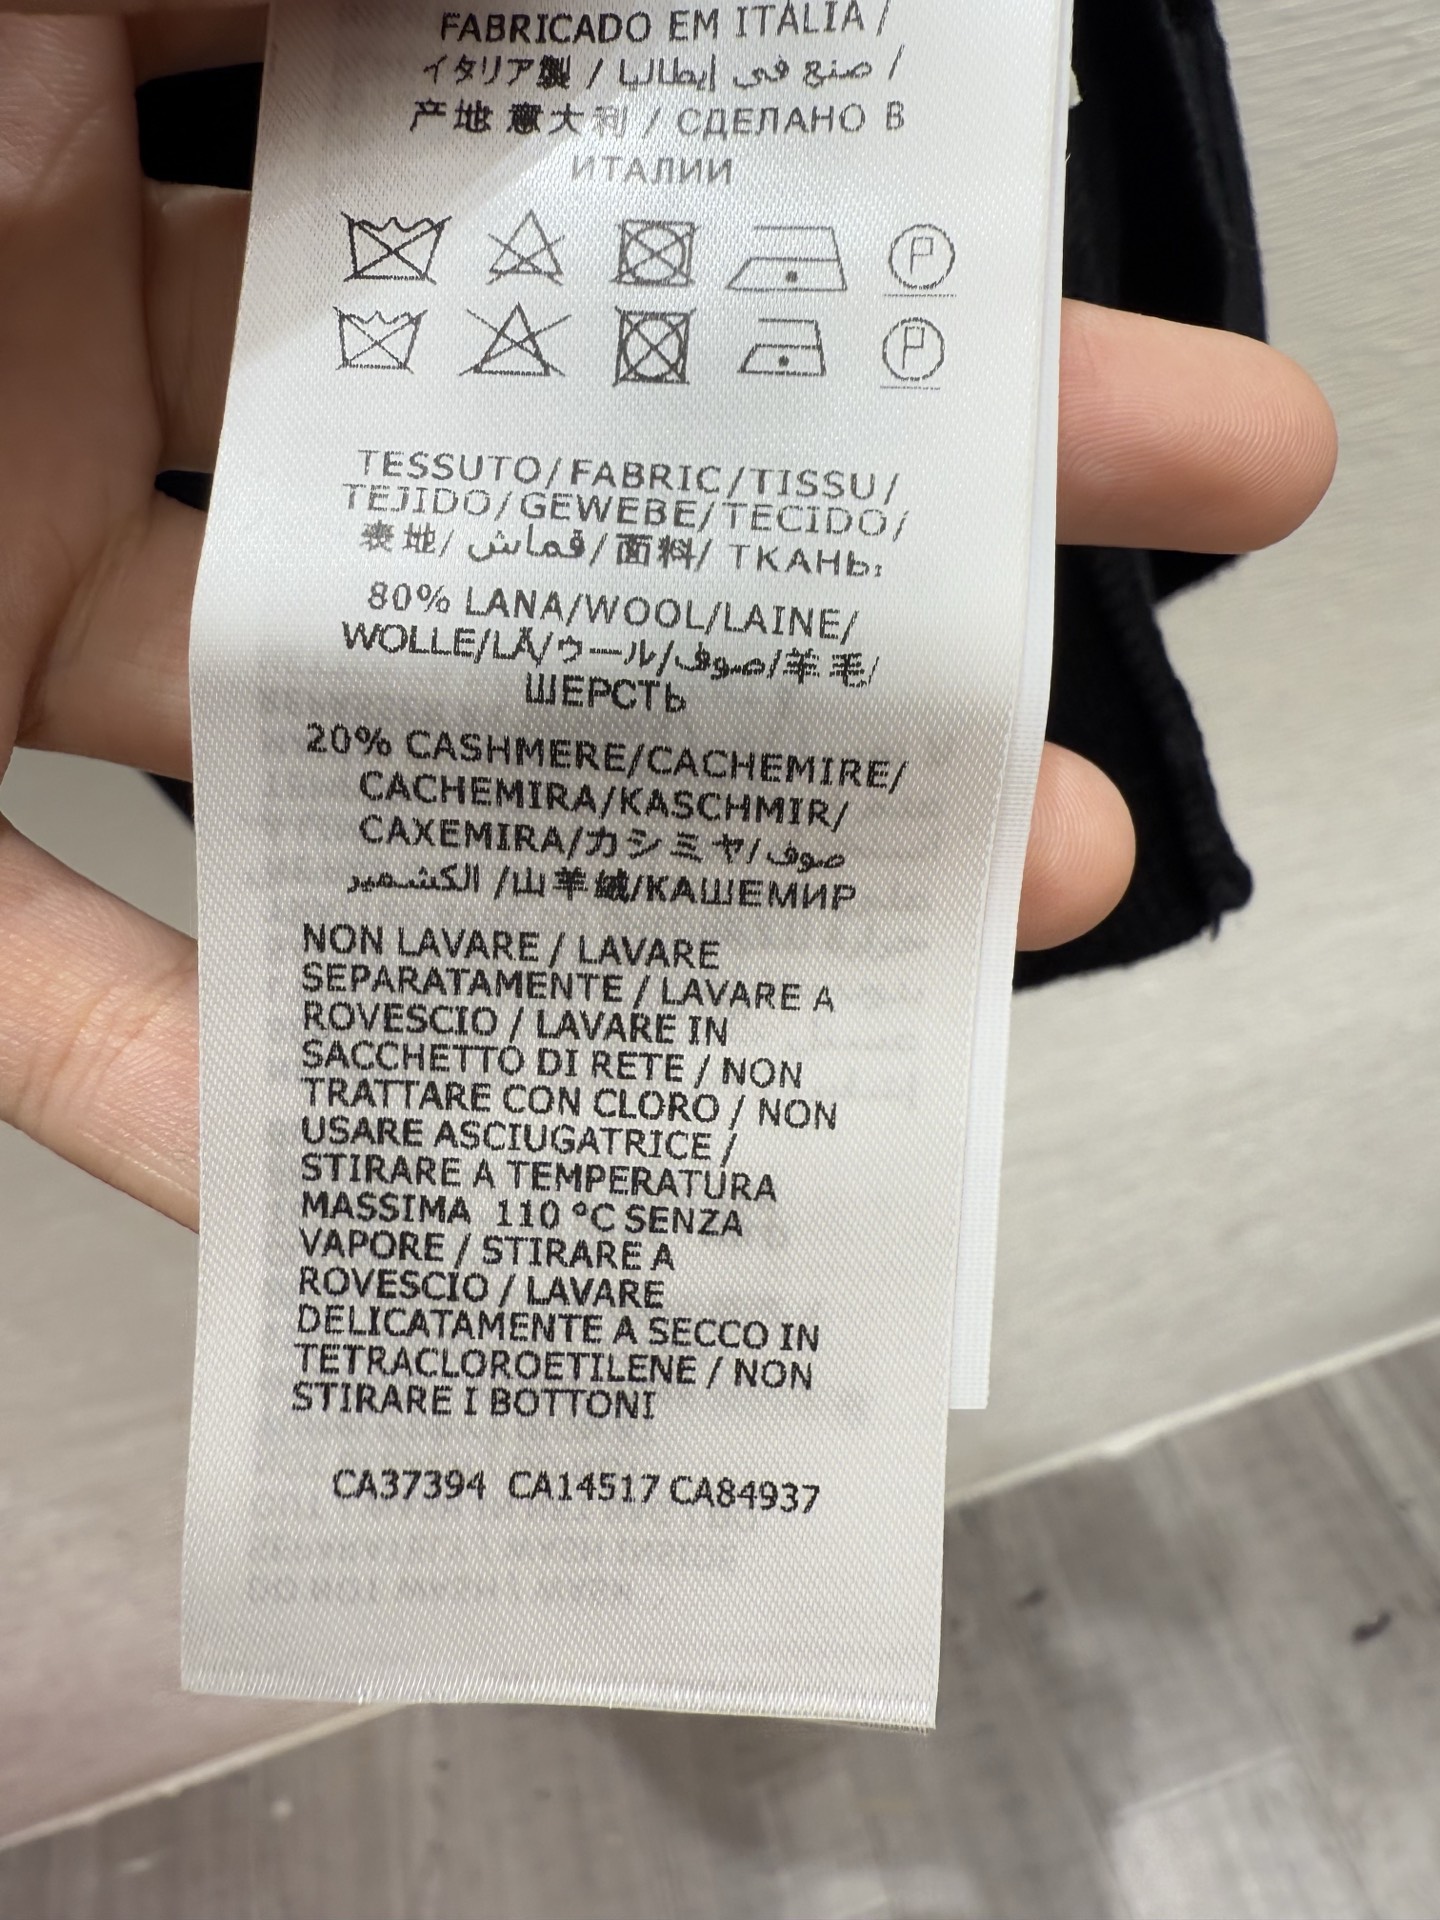 FABRICADO EM ITÁLIA /
イタリア製 / صنع في إيطاليا /
产地 意大利 / СДЕЛАНО В
ИТАЛИИ
P
P
TESSUTO/FABRIC/TISSU/
TEJIDO/GEWEBE/TECIDO/
表地/ قماش/面料/ ТКАНЬ:
80% LANA/WOOL/LAINE/
WOLLE/LÃ/ウール/صوف/羊毛/
ШЕРСТЬ
20% CASHMERE/CACHEMIRE/
CACHEMIRA/KASCHMIR/
CAXEMIRA/カシミヤ/صوف
الكشمير /山羊绒/КАШЕМИР
NON LAVARE / LAVARE
SEPARATAMENTE / LAVARE A
ROVESCIO / LAVARE IN
SACCHETTO DI RETE / NON
TRATTARE CON CLORO / NON
USARE ASCIUGATRICE /
STIRARE A TEMPERATURA
MASSIMA 110 °C SENZA
VAPORE / STIRARE A
ROVESCIO / LAVARE
DELICATAMENTE A SECCO IN
TETRACLOROETILENE / NON
STIRARE I BOTTONI
CA37394 CA14517 CA84937